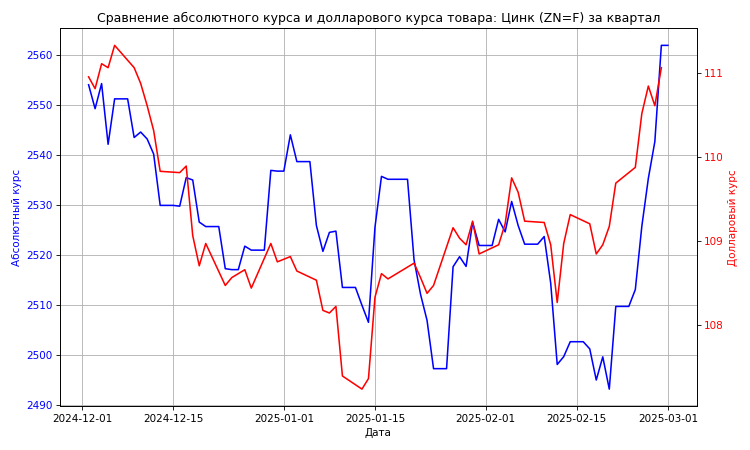 Сравнение абсолютного курса и долларового курса товара: Цинк (ZN=F) за квартал
Абсолютный курс
2560
2550
2540
2530
2520
2510
2500
2490
111
110
109
108
Долларовый курс
2024-12-01 2024-12-15 2025-01-01 2025-01-15 2025-02-01 2025-02-15 2025-03-01
Дата